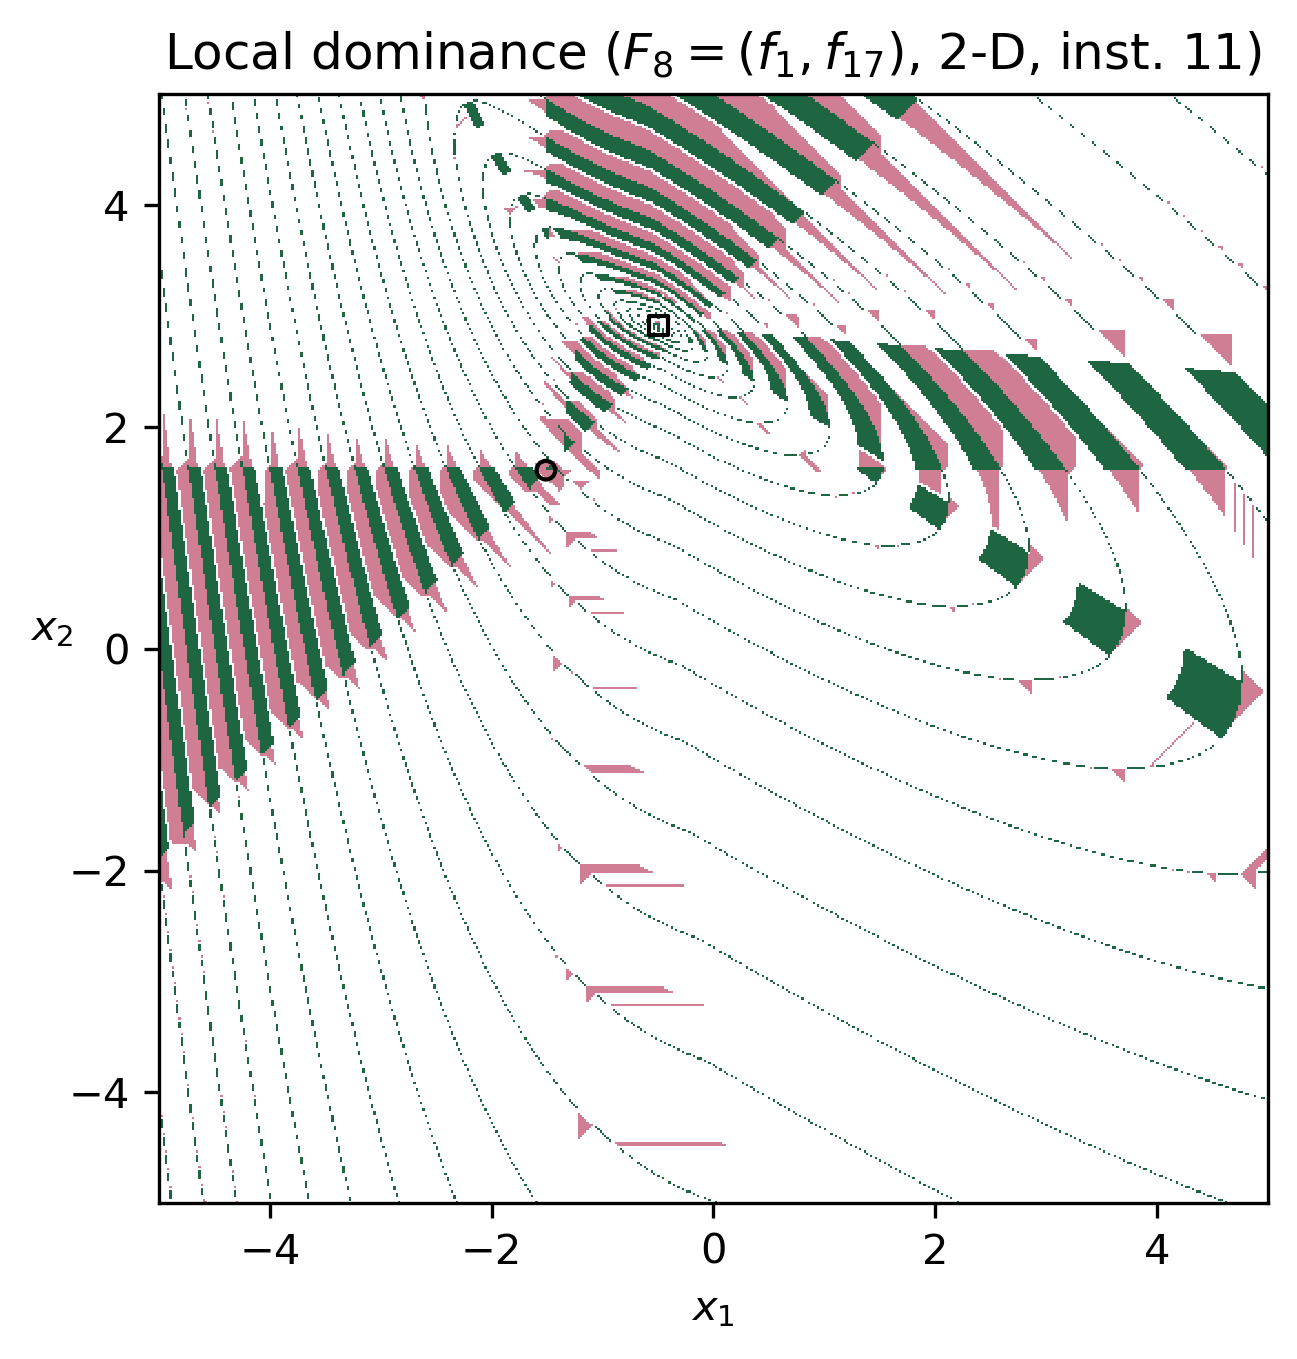 Local dominance (F₈ = (f₁, f₁₇), 2-D, inst. 11)
4
2
x₂
0
−2
−4
−4 −2 0 2 4
x₁